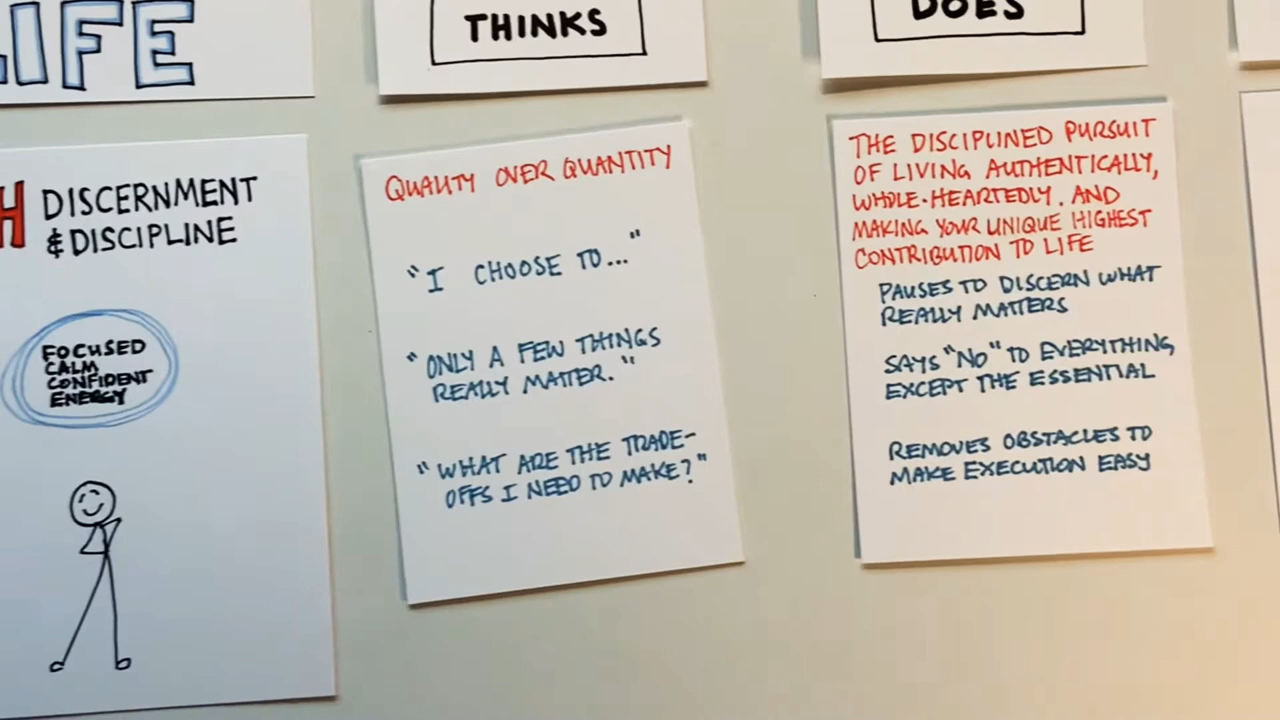 IFE
THINKS
DOES
H DISCERNMENT
& DISCIPLINE
FOCUSED
CALM
CONFIDENT
ENERGY
QUALITY OVER QUANTITY
"I CHOOSE TO..."
"ONLY A FEW THINGS
REALLY MATTER."
"WHAT ARE THE TRADE-
OFFS I NEED TO MAKE?"
THE DISCIPLINED PURSUIT
OF LIVING AUTHENTICALLY,
WHOLE-HEARTEDLY. AND
MAKING YOUR UNIQUE HIGHEST
CONTRIBUTION TO LIFE
PAUSES TO DISCERN WHAT
REALLY MATTERS
SAYS "NO" TO EVERYTHING
EXCEPT THE ESSENTIAL
REMOVES OBSTACLES TO
MAKE EXECUTION EASY